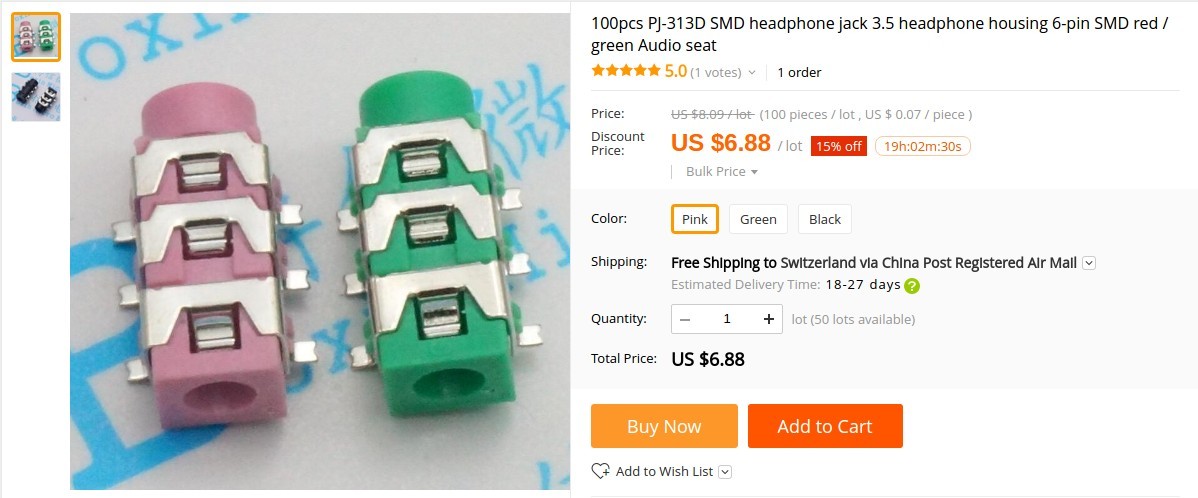 100pcs PJ-313D SMD headphone jack 3.5 headphone housing 6-pin SMD red /
green Audio seat
5.0 (1 votes) 1 order
Price: US $8.09 / lot (100 pieces / lot , US $ 0.07 / piece )
Discount
Price: US $6.88 / lot 15% off 19h:02m:30s
Bulk Price
Color: Pink Green Black
Shipping: Free Shipping to Switzerland via China Post Registered Air Mail
Estimated Delivery Time: 18-27 days ?
Quantity: − 1 + lot (50 lots available)
Total Price: US $6.88
Buy Now Add to Cart
Add to Wish List
oxi
微